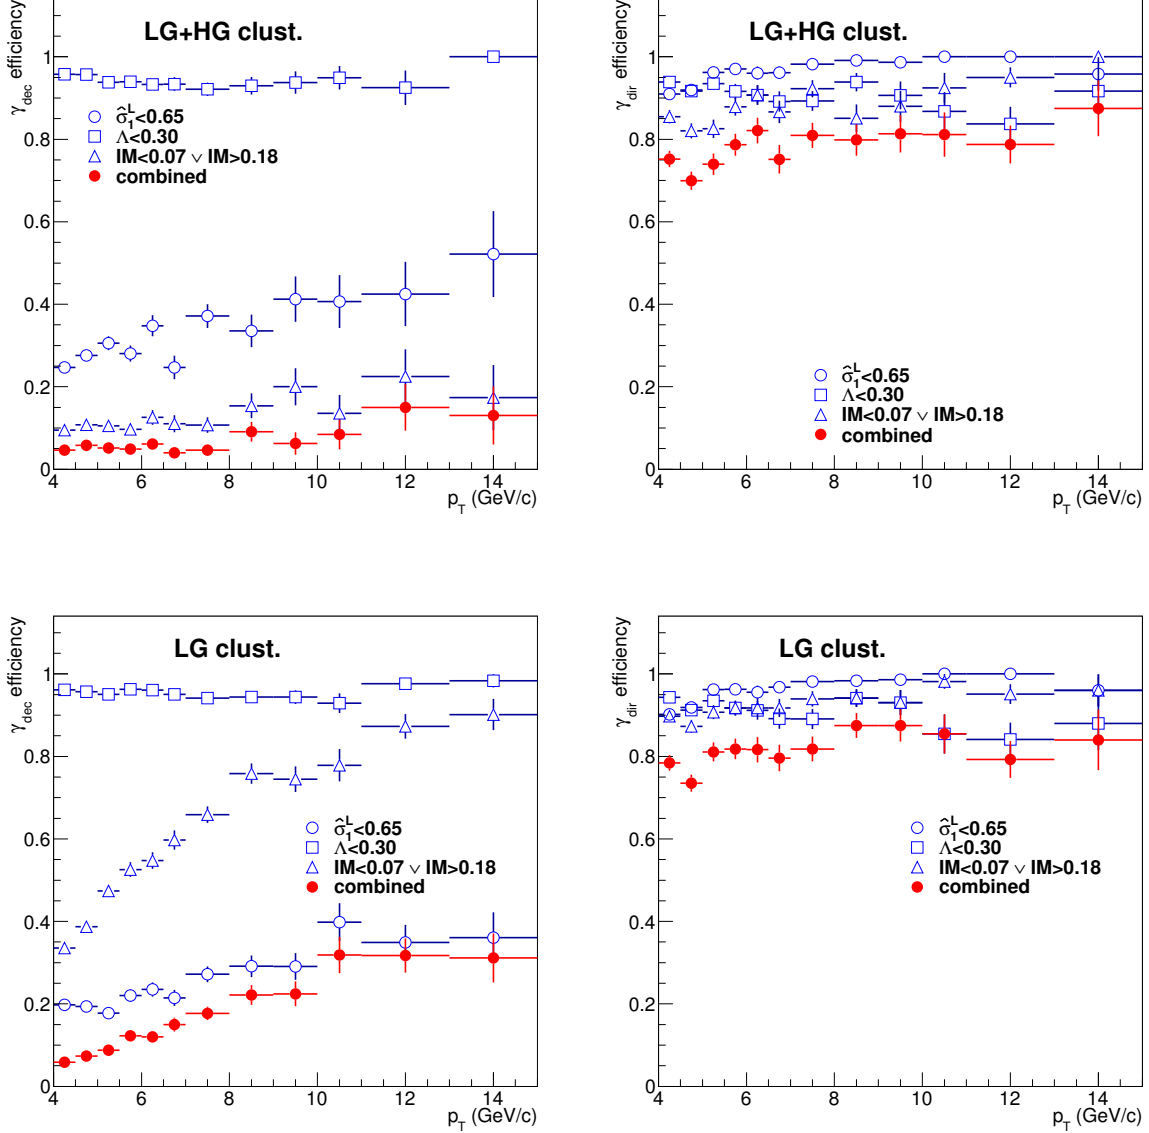 γdec efficiency
LG+HG clust.
1
0.8
0.6
0.4
0.2
0
σ̂₁ᴸ<0.65
Λ<0.30
IM<0.07 ∨ IM>0.18
combined
4 6 8 10 12 14
pT (GeV/c)
γdir efficiency
LG+HG clust.
1
0.8
0.6
0.4
0.2
0
σ̂₁ᴸ<0.65
Λ<0.30
IM<0.07 ∨ IM>0.18
combined
4 6 8 10 12 14
pT (GeV/c)
γdec efficiency
LG clust.
1
0.8
0.6
0.4
0.2
0
σ̂₁ᴸ<0.65
Λ<0.30
IM<0.07 ∨ IM>0.18
combined
4 6 8 10 12 14
pT (GeV/c)
γdir efficiency
LG clust.
1
0.8
0.6
0.4
0.2
0
σ̂₁ᴸ<0.65
Λ<0.30
IM<0.07 ∨ IM>0.18
combined
4 6 8 10 12 14
pT (GeV/c)